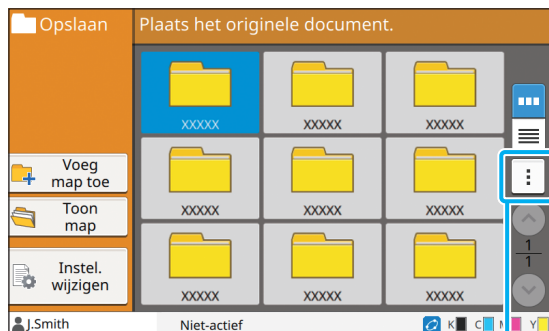 Opslaan
Plaats het originele document.
XXXXX
XXXXX
XXXXX
Voeg
map toe
XXXXX
XXXXX
XXXXX
Toon
map
1
1
Instel.
wijzigen
XXXXX
XXXXX
XXXXX
J.Smith
Niet-actief
K C M Y